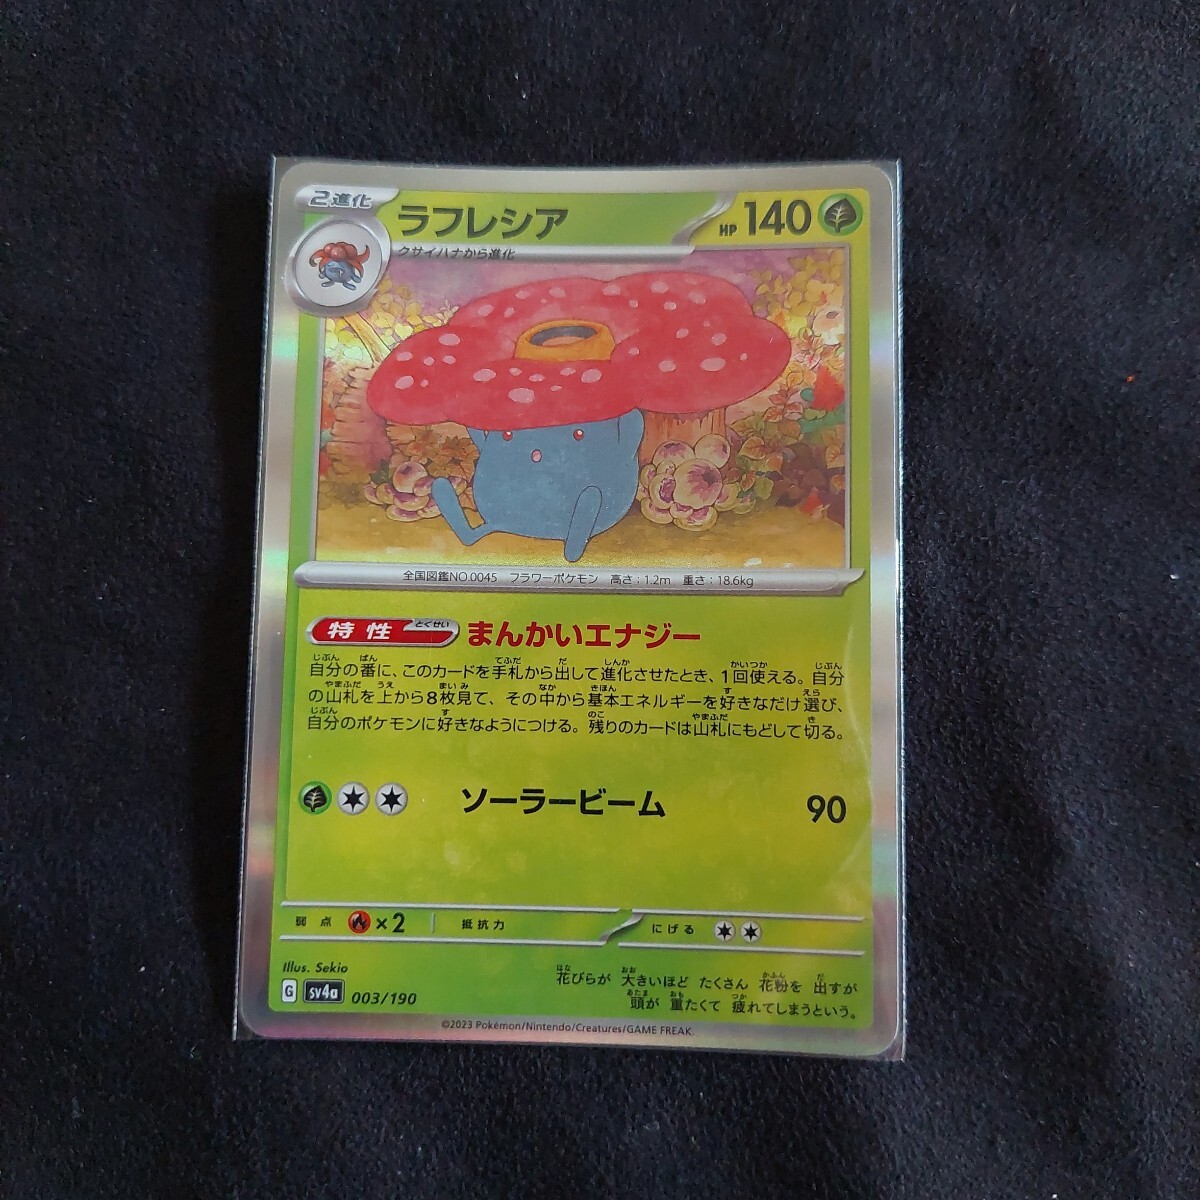 2進化
ラフレシア
HP 140
クサイハナから進化
全国図鑑NO.0045 フラワーポケモン 高さ:1.2m 重さ:18.6kg
特性 とくせい まんかいエナジー
自分の番に、このカードを手札から出して進化させたとき、1回使える。自分
の山札を上から8枚見て、その中から基本エネルギーを好きなだけ選び、
自分のポケモンに好きなようにつける。残りのカードは山札にもどして切る。
ソーラービーム 90
弱点 ×2 抵抗力 にげる
Illus. Sekio
花びらが 大きいほど たくさん 花粉を 出すが
頭が 重たくて 疲れてしまうという。
G sv4a 003/190
©2023 Pokémon/Nintendo/Creatures/GAME FREAK.